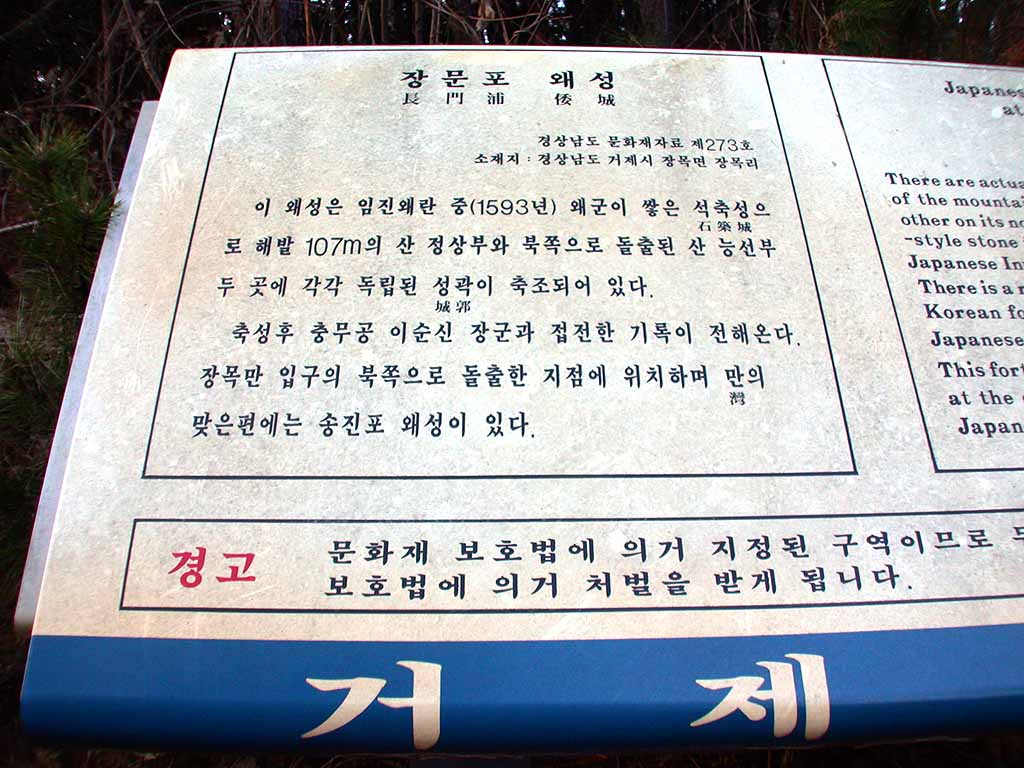 장문포 왜성
長門浦 倭城
경상남도 문화재자료 제273호
소재지 : 경상남도 거제시 장목면 장목리
이 왜성은 임진왜란 중(1593년) 왜군이 쌓은 석축성으
石築城
로 해발 107m의 산 정상부와 북쪽으로 돌출된 산 능선부
두 곳에 각각 독립된 성곽이 축조되어 있다.
城郭
축성후 충무공 이순신 장군과 접전한 기록이 전해온다.
장목만 입구의 북쪽으로 돌출한 지점에 위치하며 만의
灣
맞은편에는 송진포 왜성이 있다.
Japanes
at
There are actua
of the mountai
other on its no
-style stone
Japanese In
There is a r
Korean fo
Japanese
This fort
at the
Japan
경고
문화재 보호법에 의거 지정된 구역이므로
보호법에 의거 처벌을 받게 됩니다.
거제